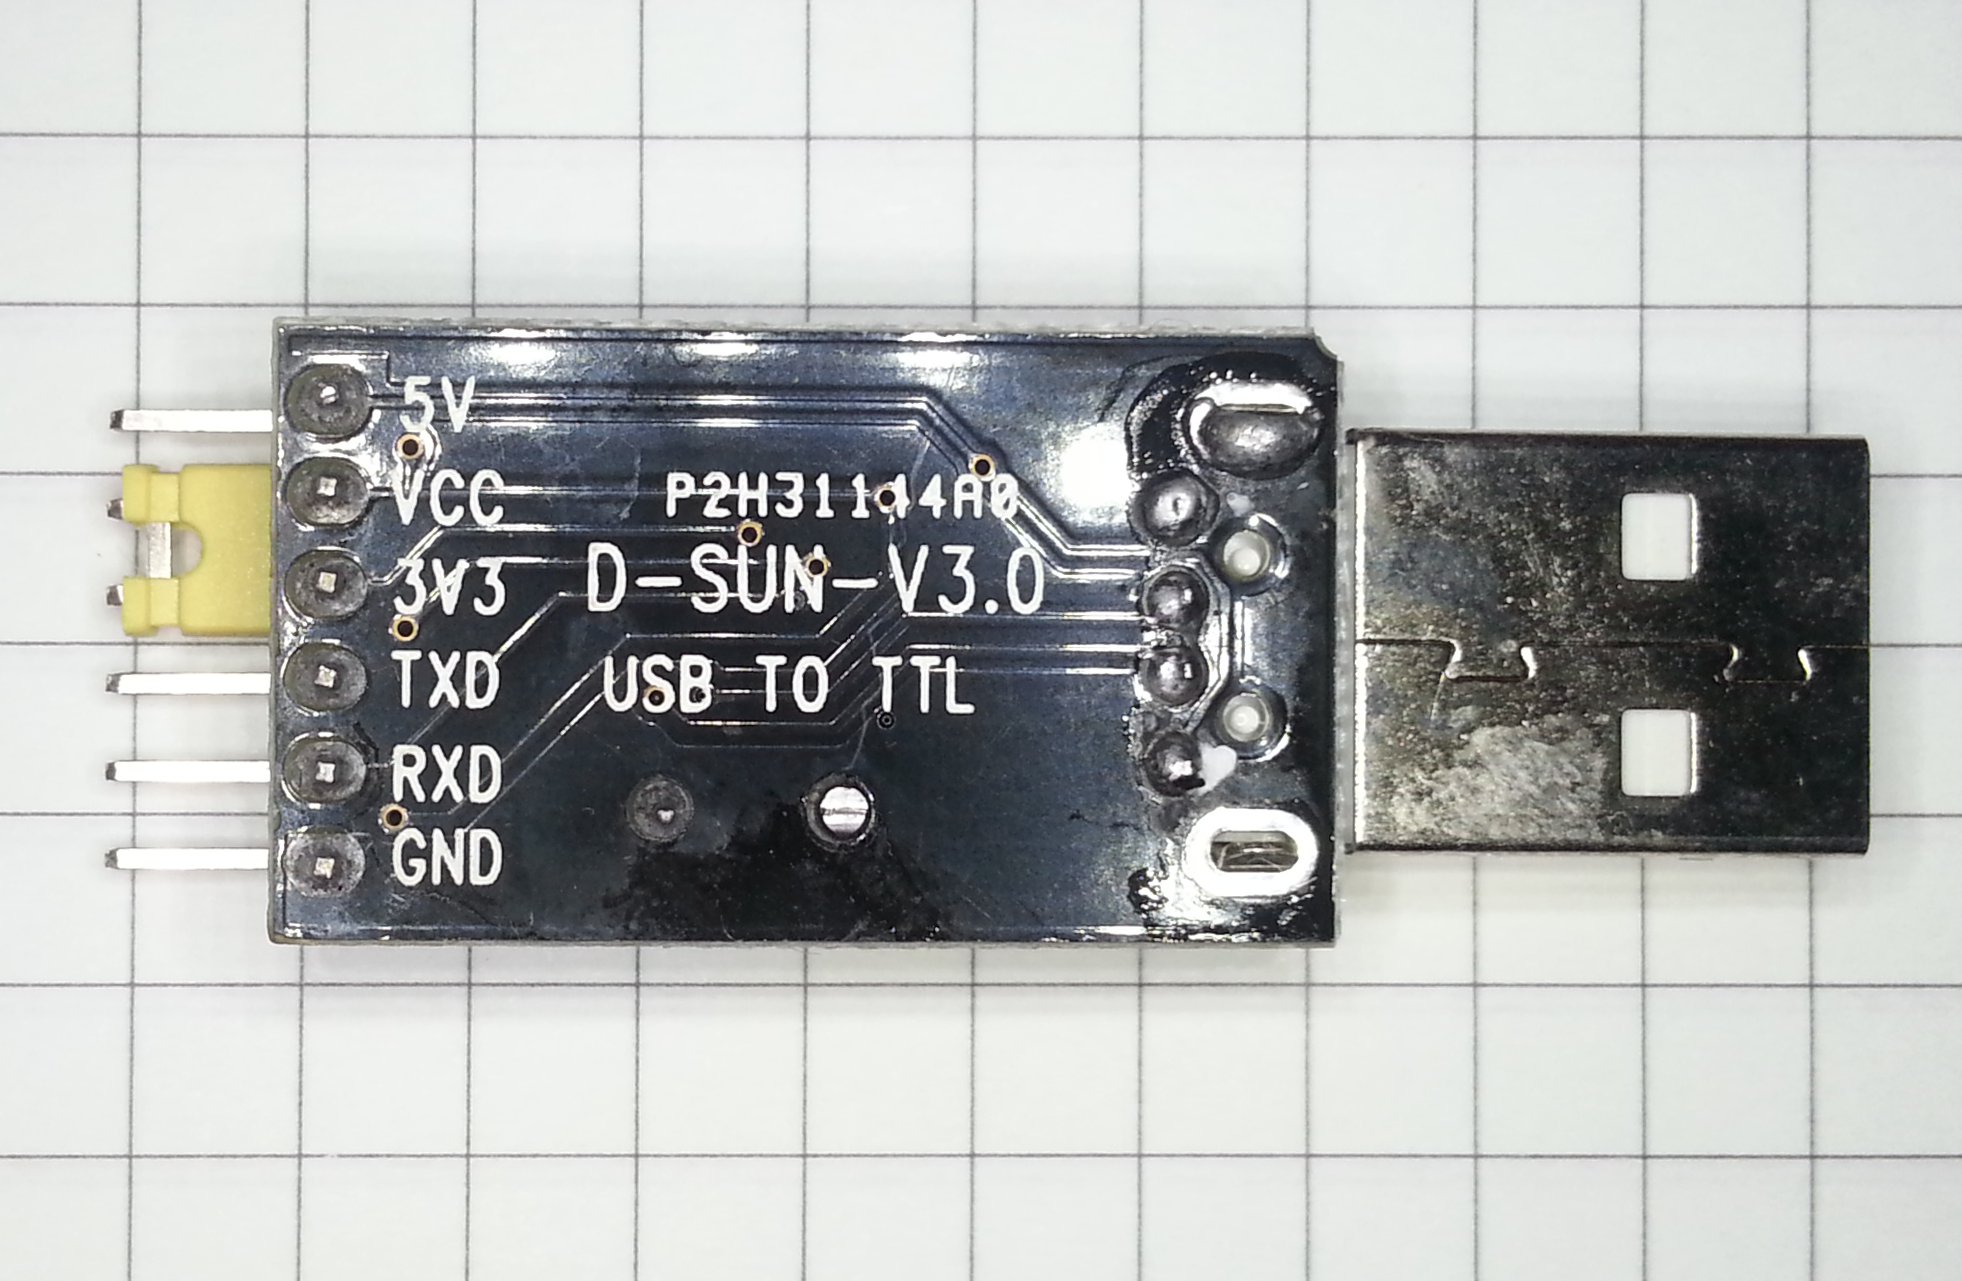 5V
VCC
3V3
TXD
RXD
GND
P2H31144A0
D-SUN-V3.0
USB TO TTL